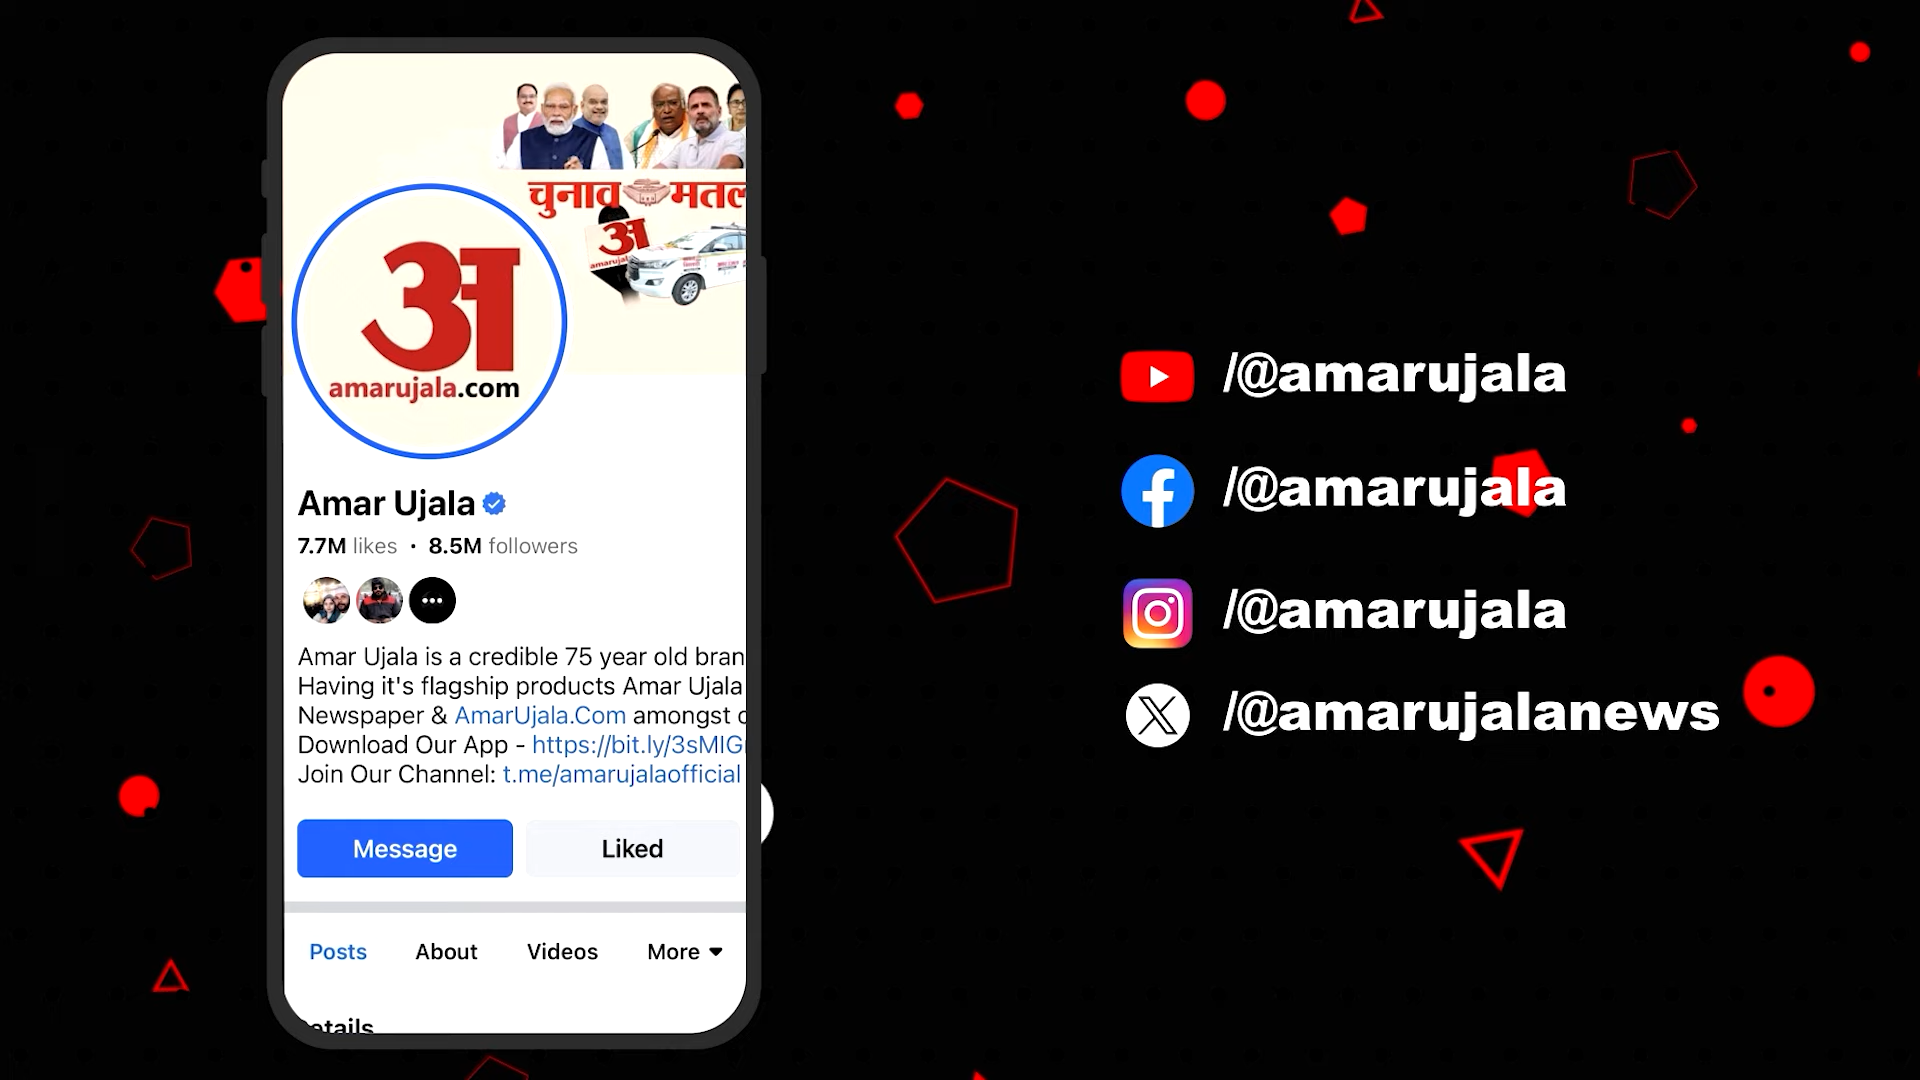 चुनाव मतल
अ
amarujala
अ
amarujala.com
Amar Ujala
7.7M likes · 8.5M followers
Amar Ujala is a credible 75 year old bran
Having it's flagship products Amar Ujala
Newspaper & AmarUjala.Com amongst
Download Our App - https://bit.ly/3sMIG
Join Our Channel: t.me/amarujalaofficial
Message Liked
Posts About Videos More
Details
/@amarujala
/@amarujala
/@amarujala
/@amarujalanews